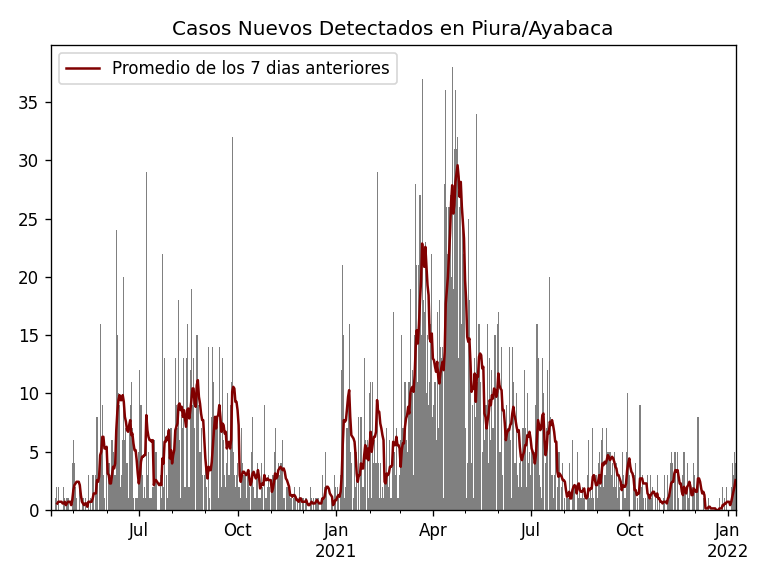 Casos Nuevos Detectados en Piura/Ayabaca
Promedio de los 7 dias anteriores
35
30
25
20
15
10
5
0
Jul
Oct
Jan
2021
Apr
Jul
Oct
Jan
2022